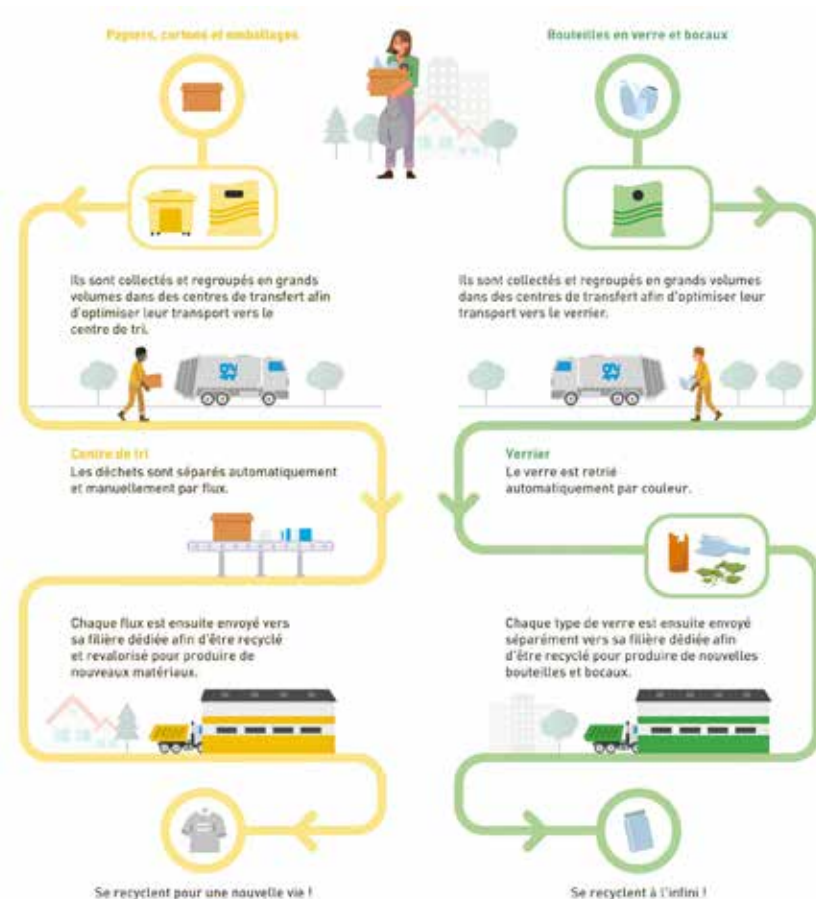 Papiers, cartons et emballages
Ils sont collectés et regroupés en grands
volumes dans des centres de transfert afin
d'optimiser leur transport vers le
centre de tri.
Centre de tri
Les déchets sont séparés automatiquement
et manuellement par flux.
Chaque flux est ensuite envoyé vers
sa filière dédiée afin d'être recyclé
et revalorisé pour produire de
nouveaux matériaux.
Se recyclent pour une nouvelle vie !
Bouteilles en verre et bocaux
Ils sont collectés et regroupés en grands volumes
dans des centres de transfert afin d'optimiser leur
transport vers le verrier.
Verrier
Le verre est retrié
automatiquement par couleur.
Chaque type de verre est ensuite envoyé
séparément vers sa filière dédiée afin
d'être recyclé pour produire de nouvelles
bouteilles et bocaux.
Se recyclent à l'infini !